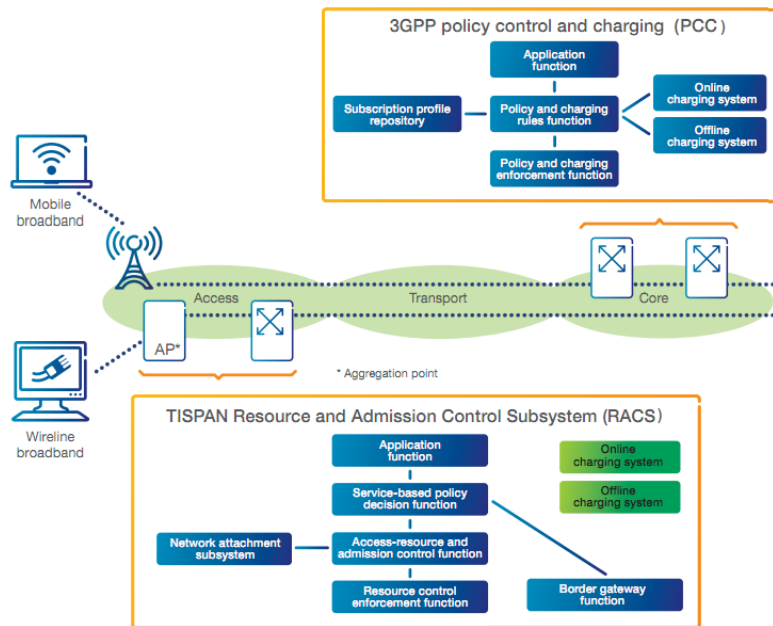 3GPP policy control and charging (PCC)
Application
function
Subscription profile
repository
Policy and charging
rules function
Online
charging system
Offline
charging system
Policy and charging
enforcement function
Mobile
broadband
Access
Transport
Core
AP*
* Aggregation point
Wireline
broadband
TISPAN Resource and Admission Control Subsystem (RACS)
Application
function
Online
charging system
Service-based policy
decision function
Offline
charging system
Network attachment
subsystem
Access-resource and
admission control function
Resource control
enforcement function
Border gateway
function